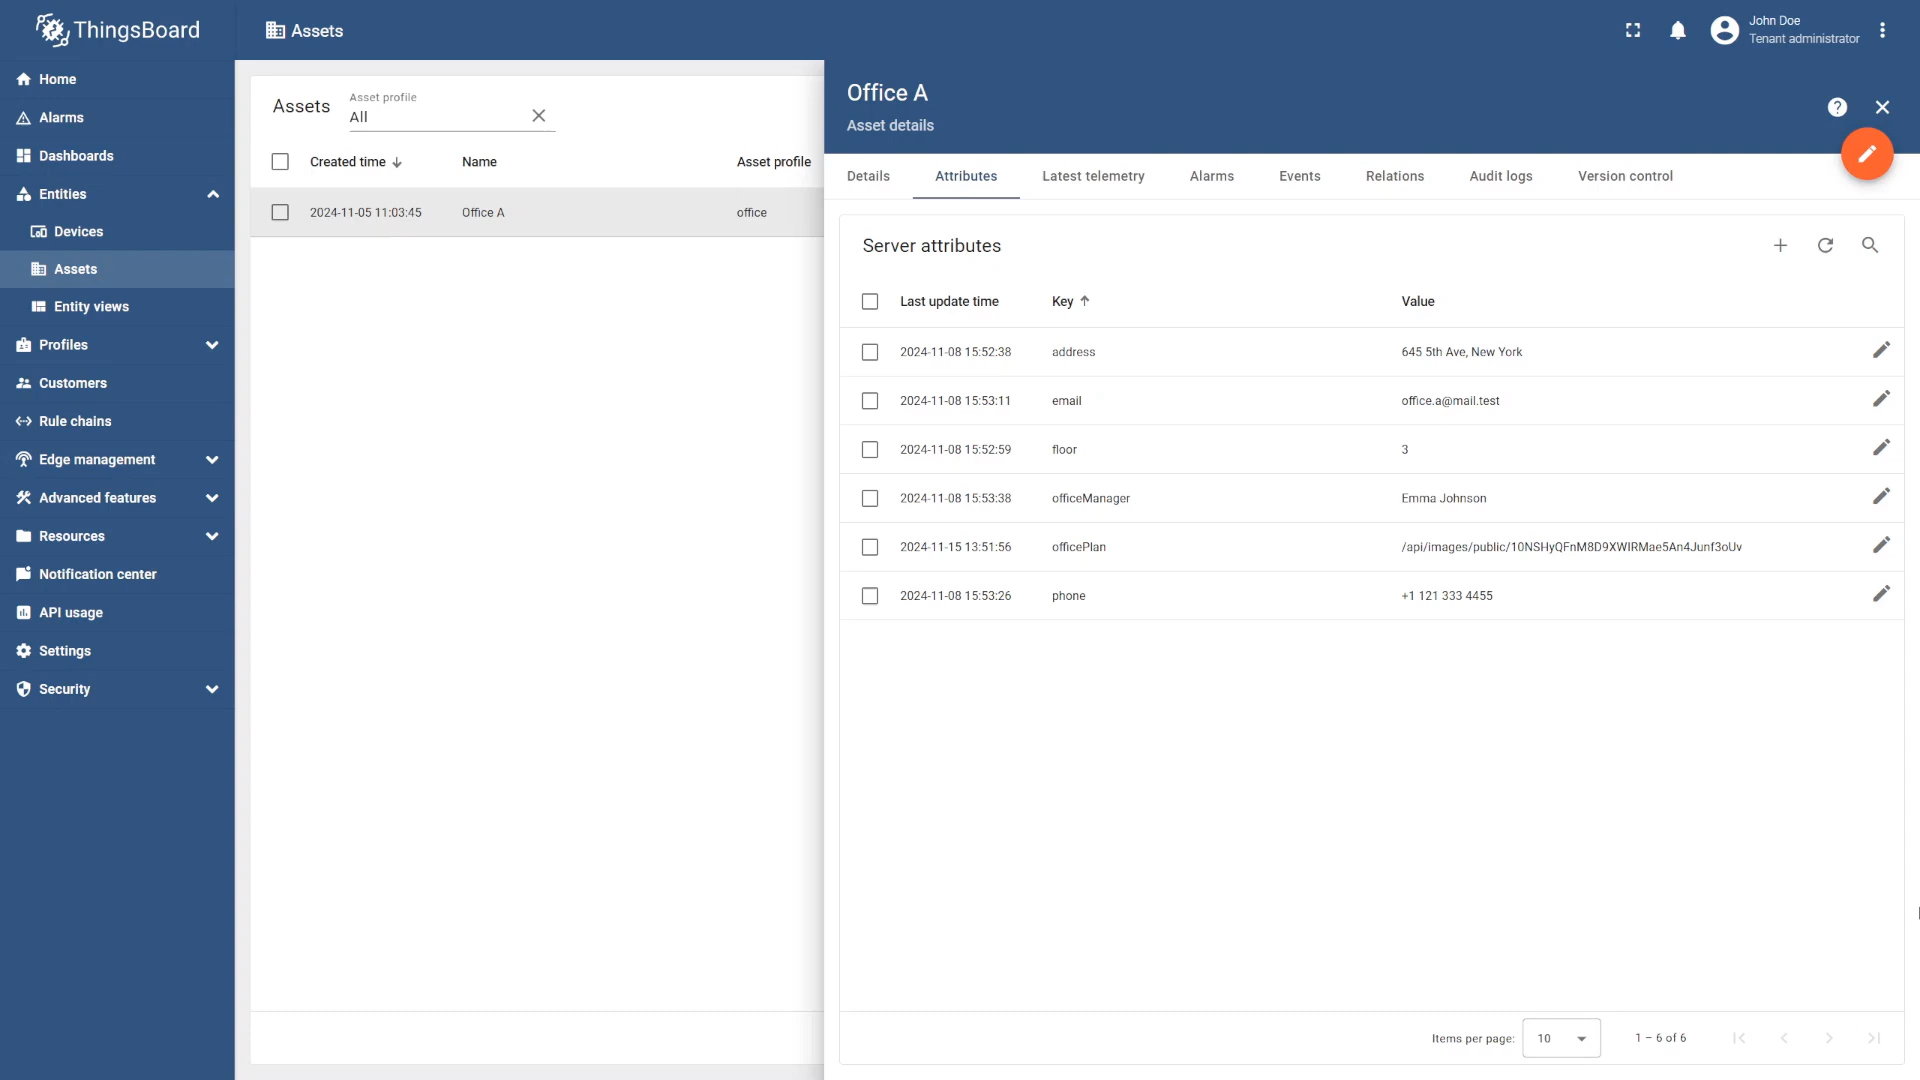 ThingsBoard
Home
Alarms
Dashboards
Entities
Devices
Assets
Entity views
Profiles
Customers
Rule chains
Edge management
Advanced features
Resources
Notification center
API usage
Settings
Security
Assets
John Doe
Tenant administrator
Assets
Asset profile
All
Created time Name Asset profile
2024-11-05 11:03:45 Office A office
Office A
Asset details
Details Attributes Latest telemetry Alarms Events Relations Audit logs Version control
Server attributes
Last update time Key Value
2024-11-08 15:52:38 address 645 5th Ave, New York
2024-11-08 15:53:11 email office.a@mail.test
2024-11-08 15:52:59 floor 3
2024-11-08 15:53:38 officeManager Emma Johnson
2024-11-15 13:51:56 officePlan /api/images/public/10NSHyQFnM8D9XWIRMae5An4Junf3oUv
2024-11-08 15:53:26 phone +1 121 333 4455
Items per page: 10 1 – 6 of 6